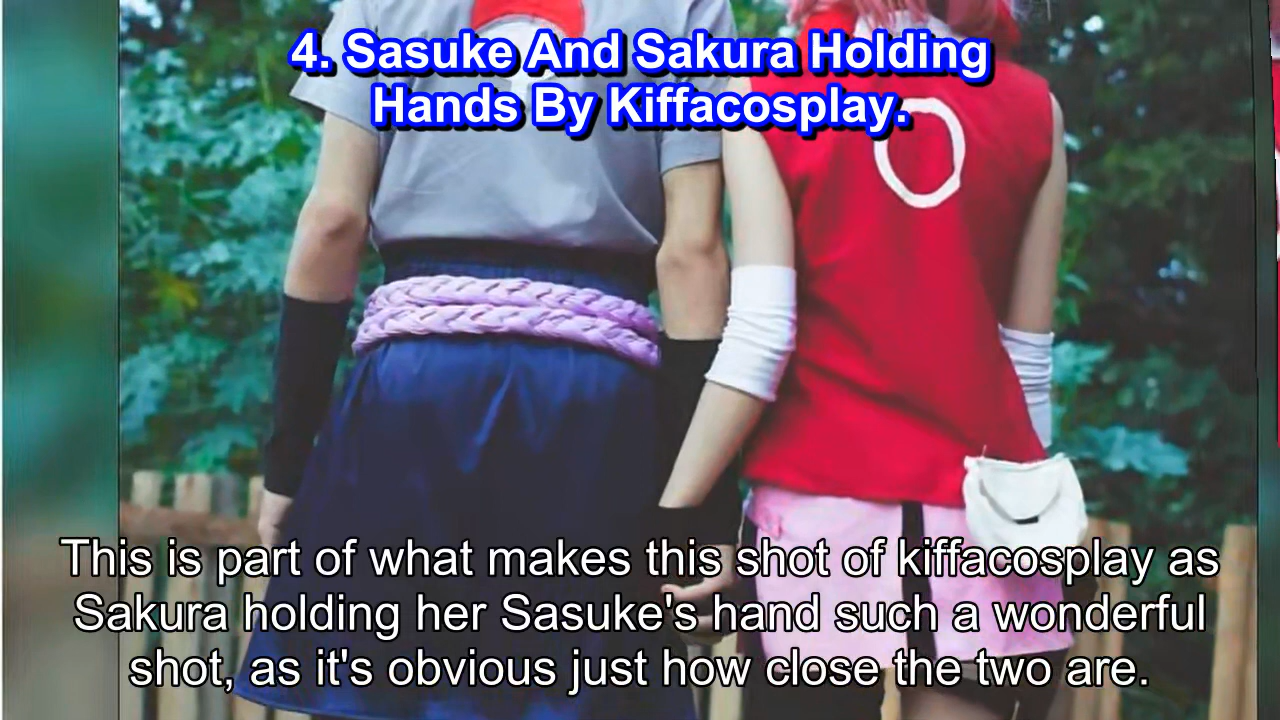 4. Sasuke And Sakura Holding
Hands By Kiffacosplay.
This is part of what makes this shot of kiffacosplay as
Sakura holding her Sasuke's hand such a wonderful
shot, as it's obvious just how close the two are.